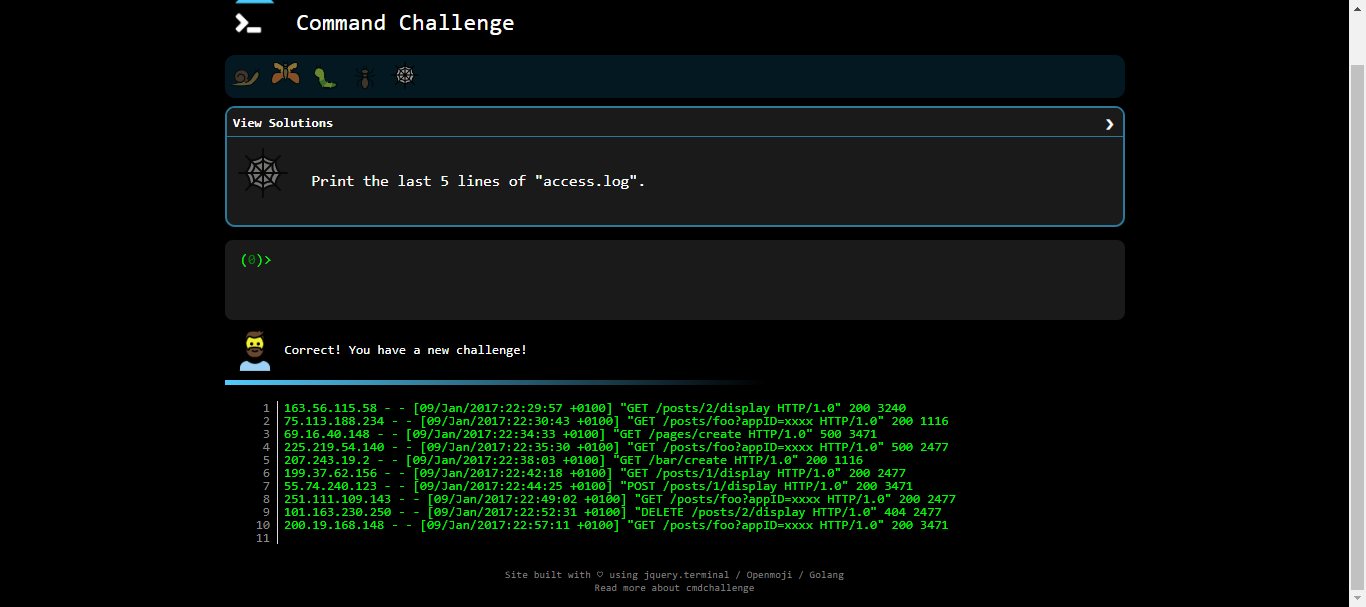 Command Challenge
View Solutions ❯
Print the last 5 lines of "access.log".
(0)>
Correct! You have a new challenge!
1 163.56.115.58 - - [09/Jan/2017:22:29:57 +0100] "GET /posts/2/display HTTP/1.0" 200 3240
2 75.113.188.234 - - [09/Jan/2017:22:30:43 +0100] "GET /posts/foo?appID=xxxx HTTP/1.0" 200 1116
3 69.16.40.148 - - [09/Jan/2017:22:34:33 +0100] "GET /pages/create HTTP/1.0" 500 3471
4 225.219.54.140 - - [09/Jan/2017:22:35:30 +0100] "GET /posts/foo?appID=xxxx HTTP/1.0" 500 2477
5 207.243.19.2 - - [09/Jan/2017:22:38:03 +0100] "GET /bar/create HTTP/1.0" 200 1116
6 199.37.62.156 - - [09/Jan/2017:22:42:18 +0100] "GET /posts/1/display HTTP/1.0" 200 2477
7 55.74.240.123 - - [09/Jan/2017:22:44:25 +0100] "POST /posts/1/display HTTP/1.0" 200 3471
8 251.111.109.143 - - [09/Jan/2017:22:49:02 +0100] "GET /posts/foo?appID=xxxx HTTP/1.0" 200 2477
9 101.163.230.250 - - [09/Jan/2017:22:52:31 +0100] "DELETE /posts/2/display HTTP/1.0" 404 2477
10 200.19.168.148 - - [09/Jan/2017:22:57:11 +0100] "GET /posts/foo?appID=xxxx HTTP/1.0" 200 3471
11
Site built with ♡ using jquery.terminal / Openmoji / Golang
Read more about cmdchallenge